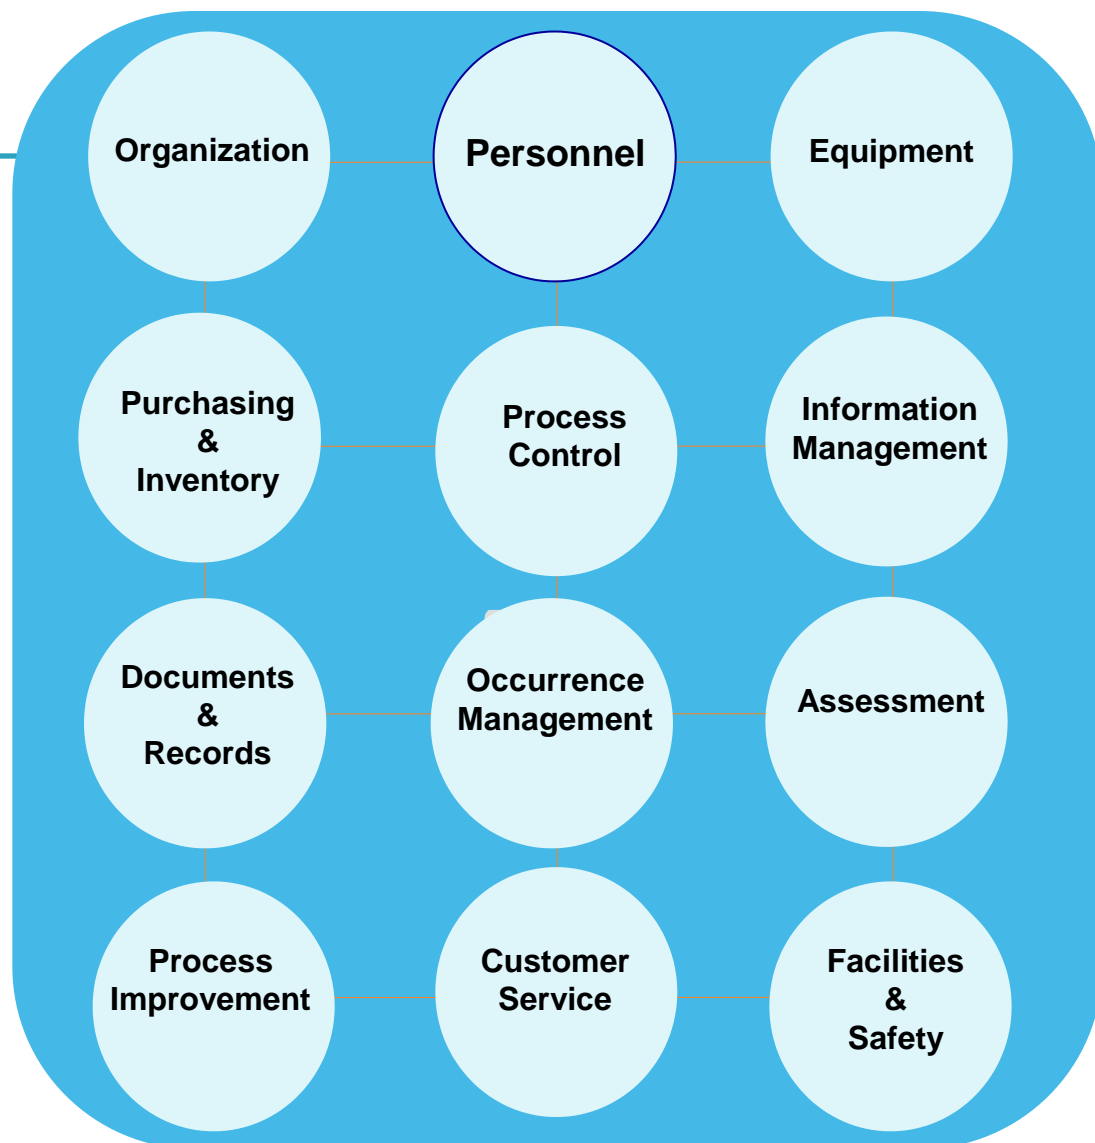 Organization
Personnel
Equipment
Purchasing
&
Inventory
Process
Control
Information
Management
Documents
&
Records
Occurrence
Management
Assessment
Process
Improvement
Customer
Service
Facilities
&
Safety